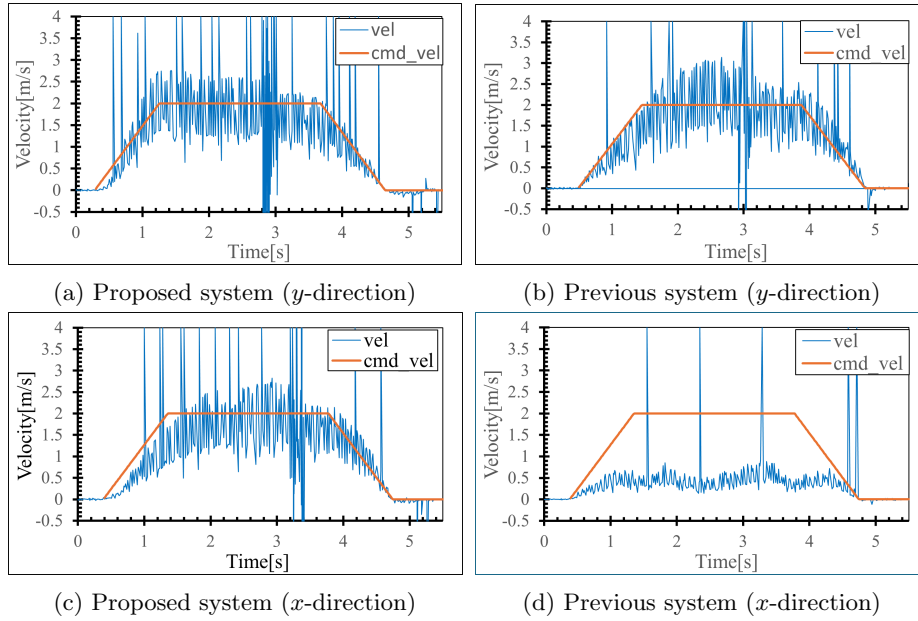 4
3.5
3
2.5
2
1.5
1
0.5
0
-0.5
Velocity[m/s]
vel
cmd_vel
0 1 2 3 4 5
Time[s]
(a) Proposed system (y-direction)
4
3.5
3
2.5
2
1.5
1
0.5
0
-0.5
Velocity[m/s]
vel
cmd_vel
0 1 2 3 4 5
Time[s]
(b) Previous system (y-direction)
4
3.5
3
2.5
2
1.5
1
0.5
0
-0.5
Velocity[m/s]
vel
cmd_vel
0 1 2 3 4 5
Time[s]
(c) Proposed system (x-direction)
4
3.5
3
2.5
2
1.5
1
0.5
0
-0.5
Velocity[m/s]
vel
cmd_vel
0 1 2 3 4 5
Time[s]
(d) Previous system (x-direction)